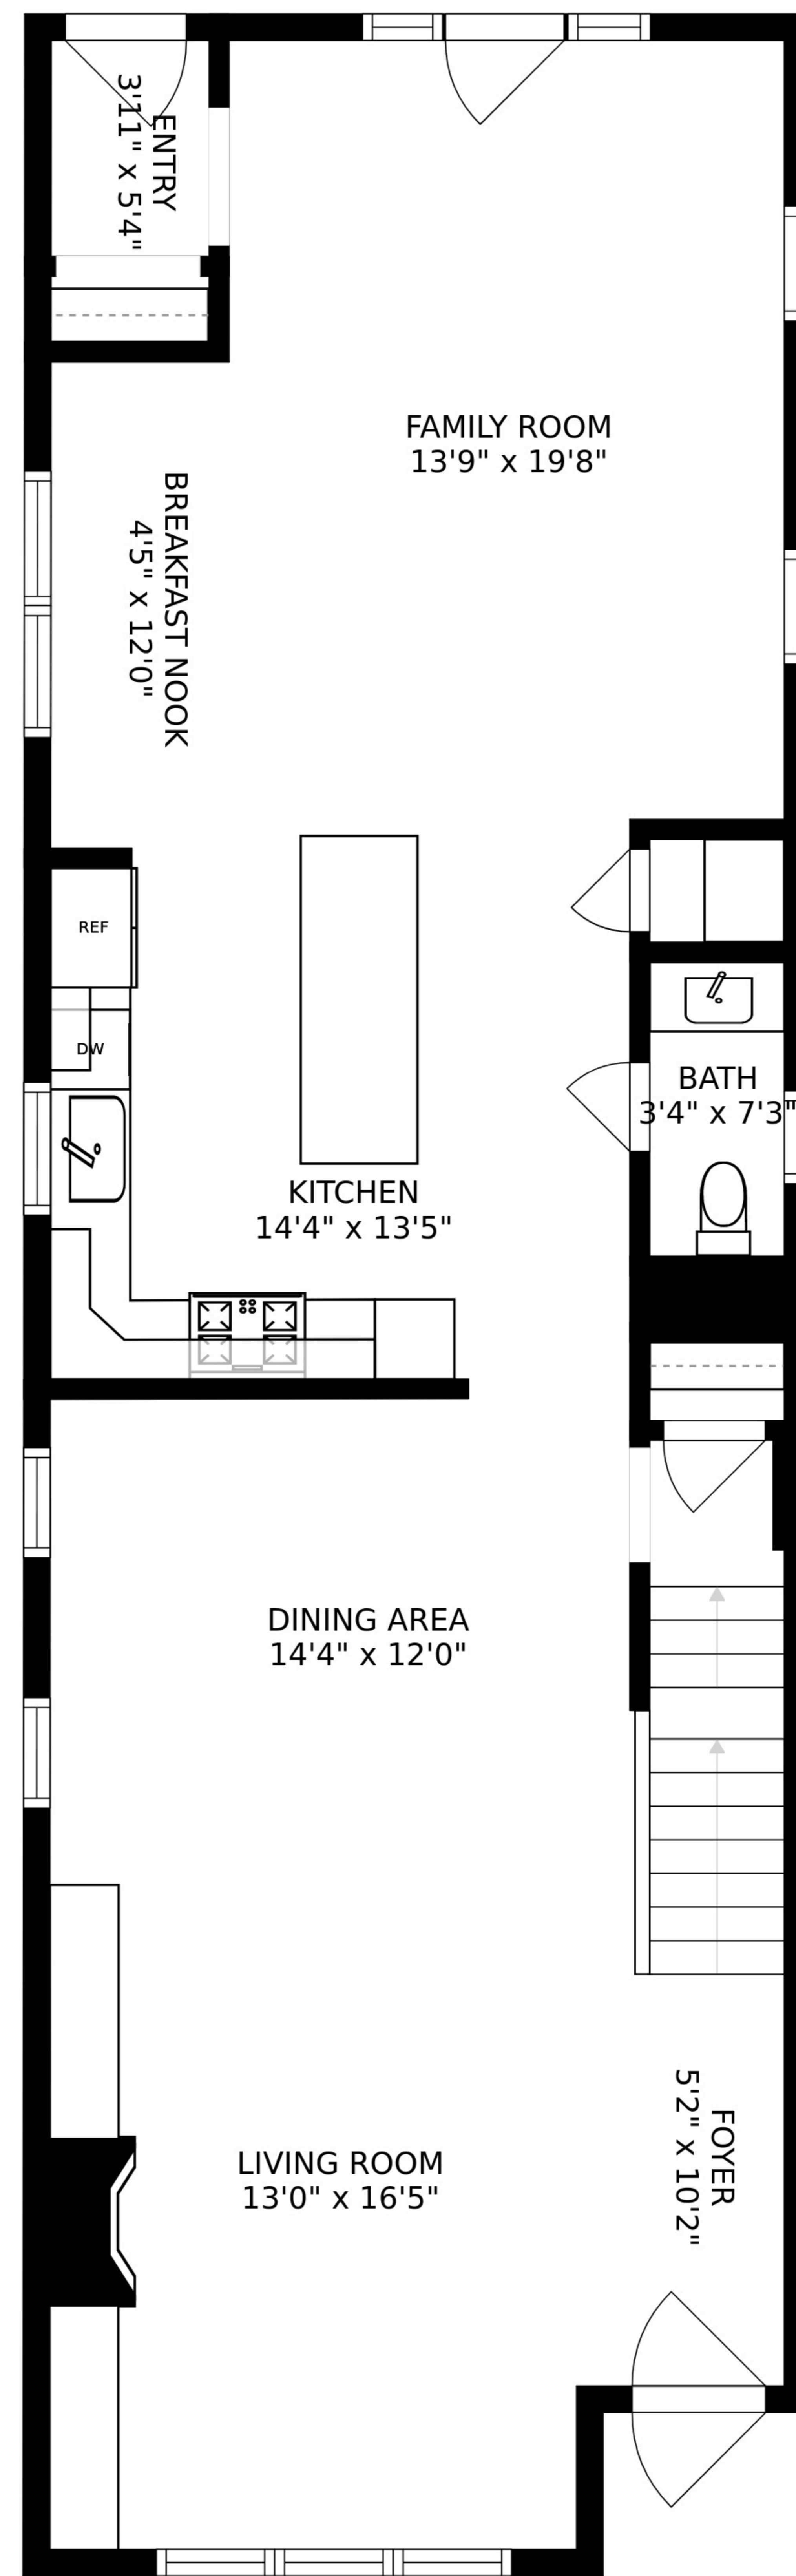 ENTRY
3'11" x 5'4"
FAMILY ROOM
13'9" x 19'8"
BREAKFAST NOOK
4'5" x 12'0"
REF
DW
BATH
3'4" x 7'3"
KITCHEN
14'4" x 13'5"
DINING AREA
14'4" x 12'0"
FOYER
5'2" x 10'2"
LIVING ROOM
13'0" x 16'5"